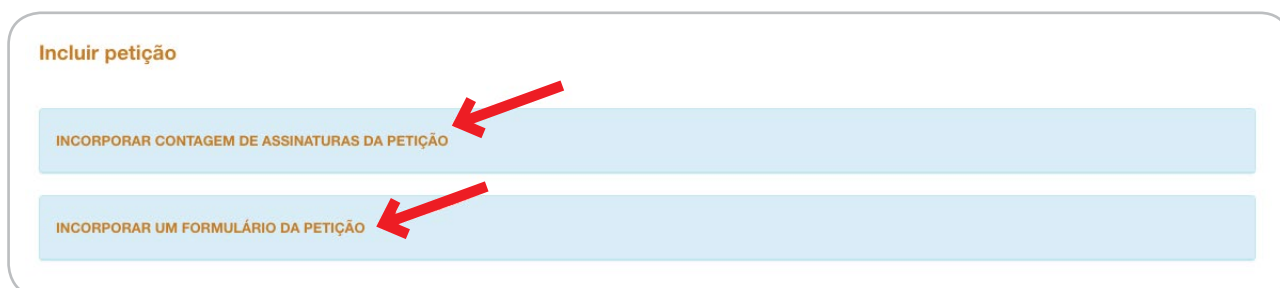 Incluir petição
INCORPORAR CONTAGEM DE ASSINATURAS DA PETIÇÃO
INCORPORAR UM FORMULÁRIO DA PETIÇÃO